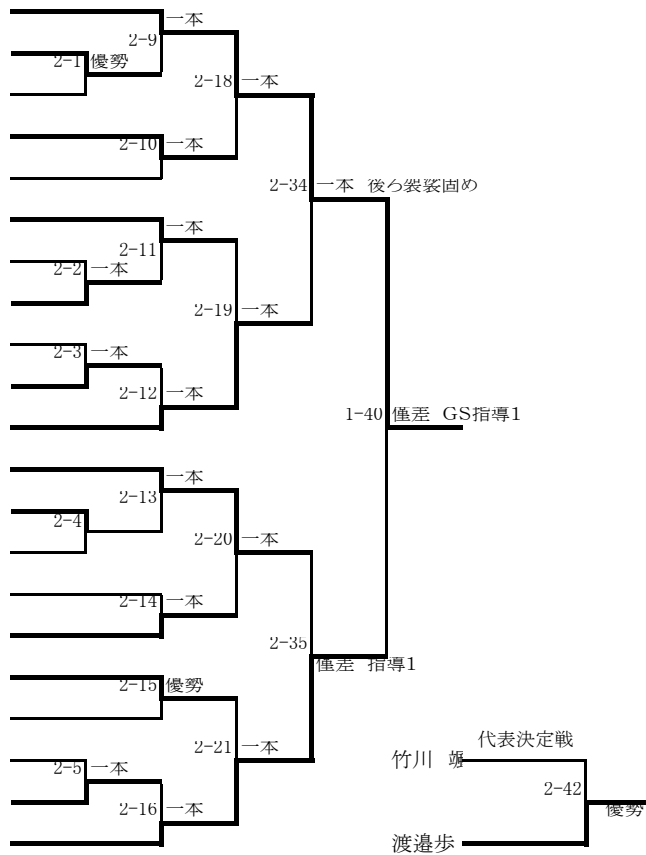 一本
2-9
2-1 優勢
2-18 一本
2-10 一本
2-34 一本 後ろ袈裟固め
一本
2-11
2-2 一本
2-19 一本
2-3 一本
2-12 一本
1-40 僅差 GS指導1
一本
2-13
2-4
2-20 一本
2-14 一本
2-35
僅差 指導1
2-15 優勢
2-21 一本
代表決定戦
竹川 颯
2-5 一本
2-42
優勢
2-16 一本
渡邉歩